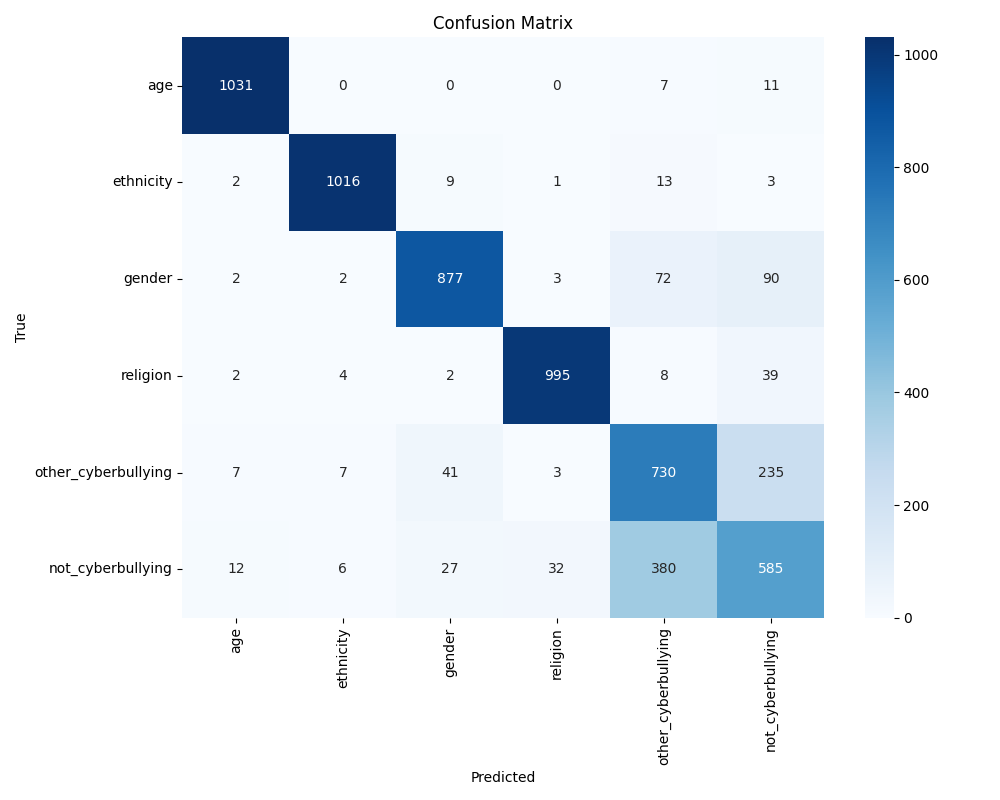 Confusion Matrix
age 1031 0 0 0 7 11
ethnicity 2 1016 9 1 13 3
gender 2 2 877 3 72 90
religion 2 4 2 995 8 39
other_cyberbullying 7 7 41 3 730 235
not_cyberbullying 12 6 27 32 380 585
True
age ethnicity gender religion other_cyberbullying not_cyberbullying
Predicted
1000
800
600
400
200
0